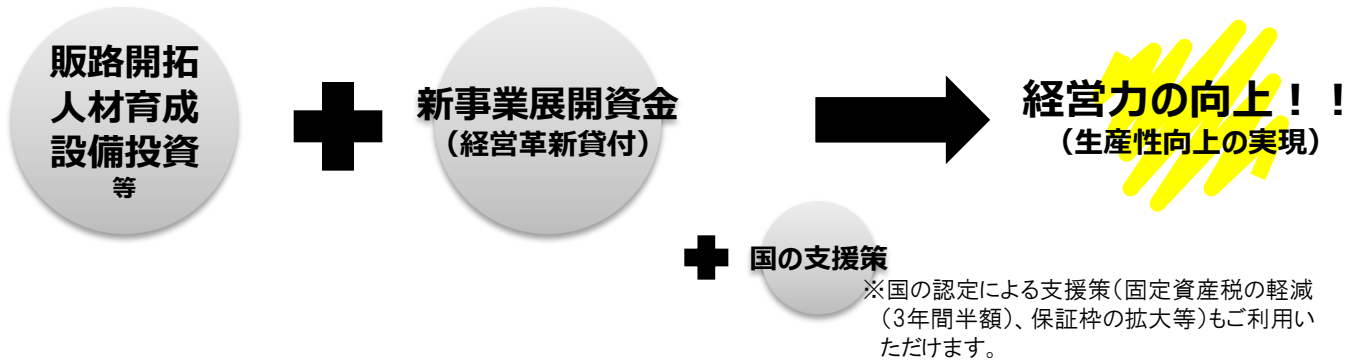 販路開拓
人材育成
設備投資
等
新事業展開資金
（経営革新貸付）
経営力の向上！！
（生産性向上の実現）
国の支援策
※国の認定による支援策（固定資産税の軽減
（3年間半額）、保証枠の拡大等）もご利用い
ただけます。